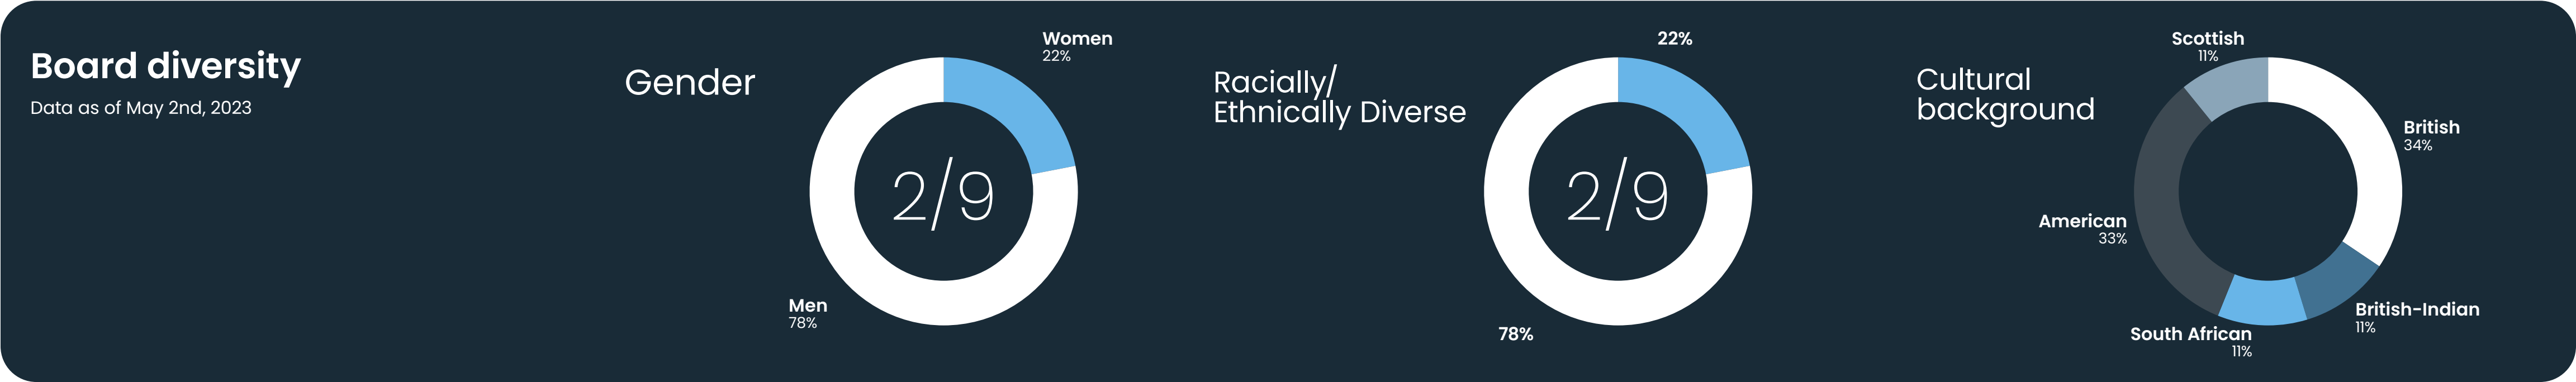 Board diversity
Data as of May 2nd, 2023
Gender
Women
22%
2/9
Men
78%
Racially/
Ethnically Diverse
22%
2/9
78%
Cultural
background
Scottish
11%
British
34%
American
33%
British-Indian
11%
South African
11%